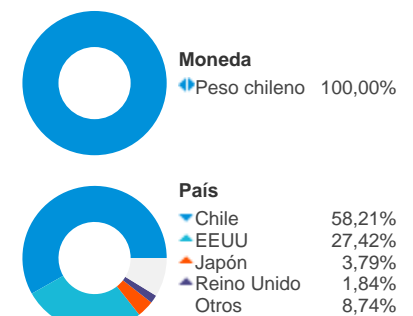 Moneda
Peso chileno 100,00%
País
Chile 58,21%
EEUU 27,42%
Japón 3,79%
Reino Unido 1,84%
Otros 8,74%